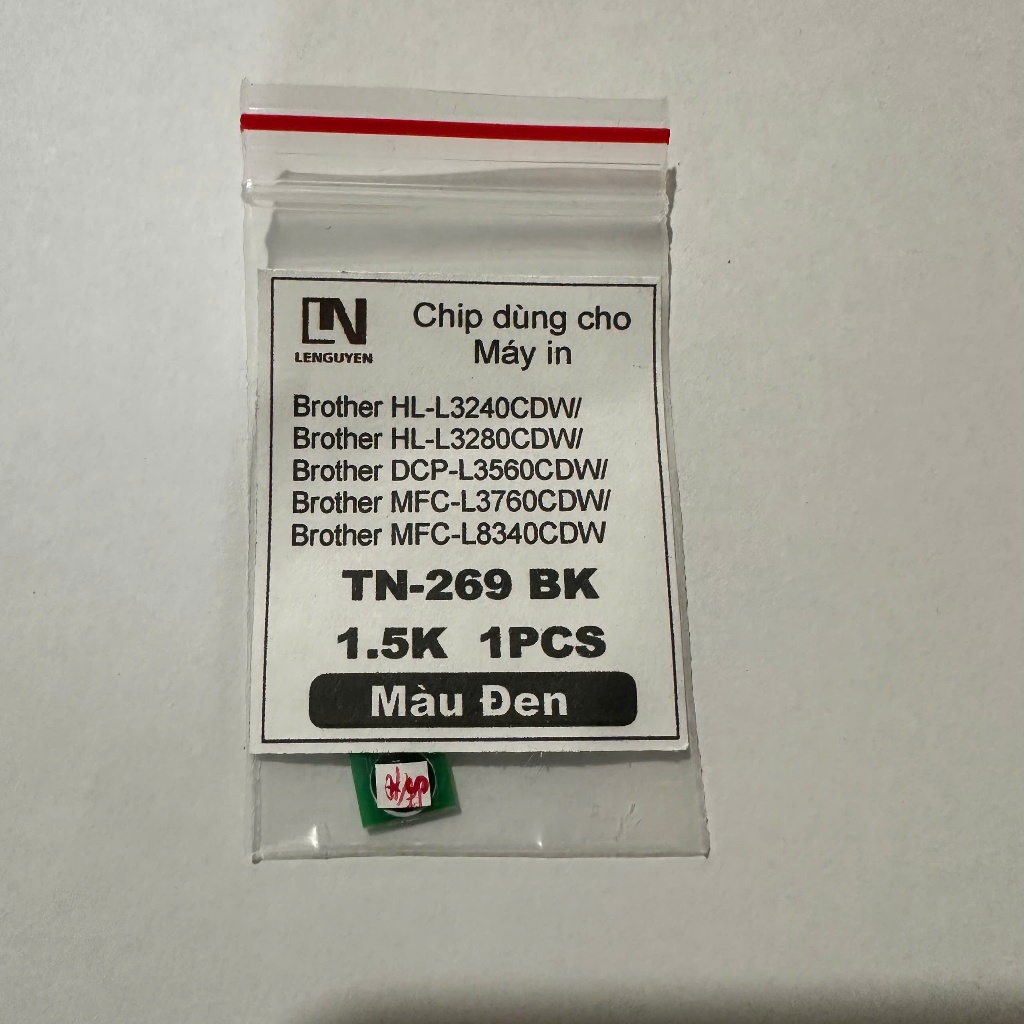 LN
LENGUYEN
Chip dùng cho
Máy in
Brother HL-L3240CDW/
Brother HL-L3280CDW/
Brother DCP-L3560CDW/
Brother MFC-L3760CDW/
Brother MFC-L8340CDW
TN-269 BK
1.5K 1PCS
Màu Đen